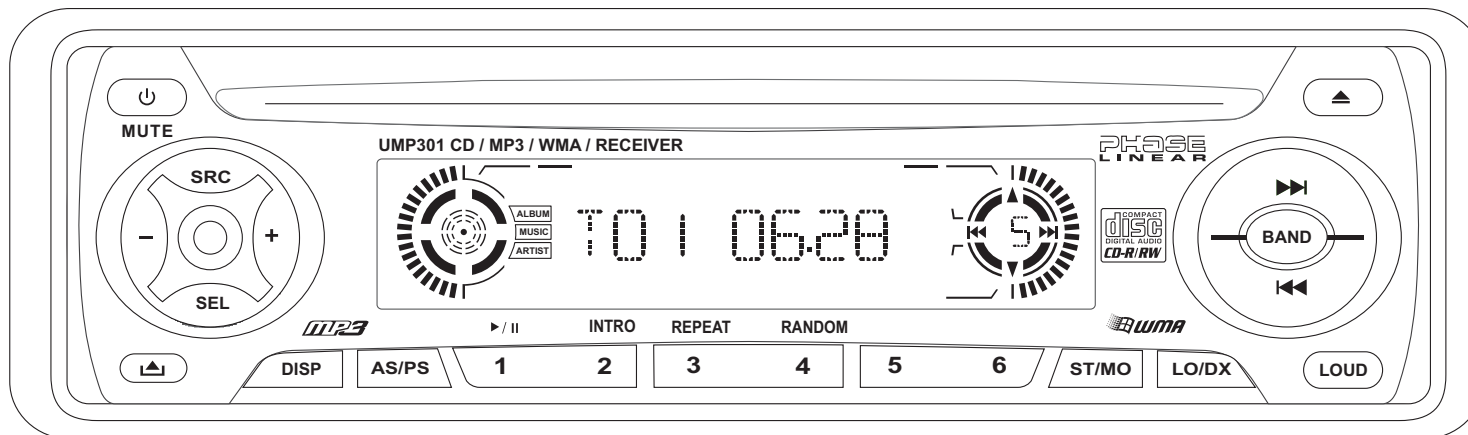 MUTE
UMP301 CD / MP3 / WMA / RECEIVER
PHASE
LINEAR
SRC
−
+
SEL
ALBUM
MUSIC
ARTIST
T01 06.28
5
COMPACT
disc
DIGITAL AUDIO
CD-R/RW
BAND
MP3
INTRO
REPEAT
RANDOM
WMA
DISP
AS/PS
1
2
3
4
5
6
ST/MO
LO/DX
LOUD